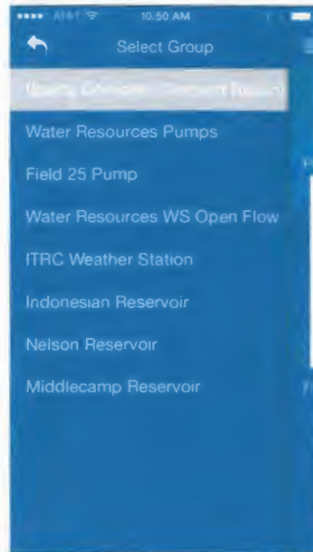 AT&T 10:50 AM
Select Group
Water Resources Pumps
Field 25 Pump
Water Resources WS Open Flow
ITRC Weather Station
Indonesian Reservoir
Nelson Reservoir
Middlecamp Reservoir